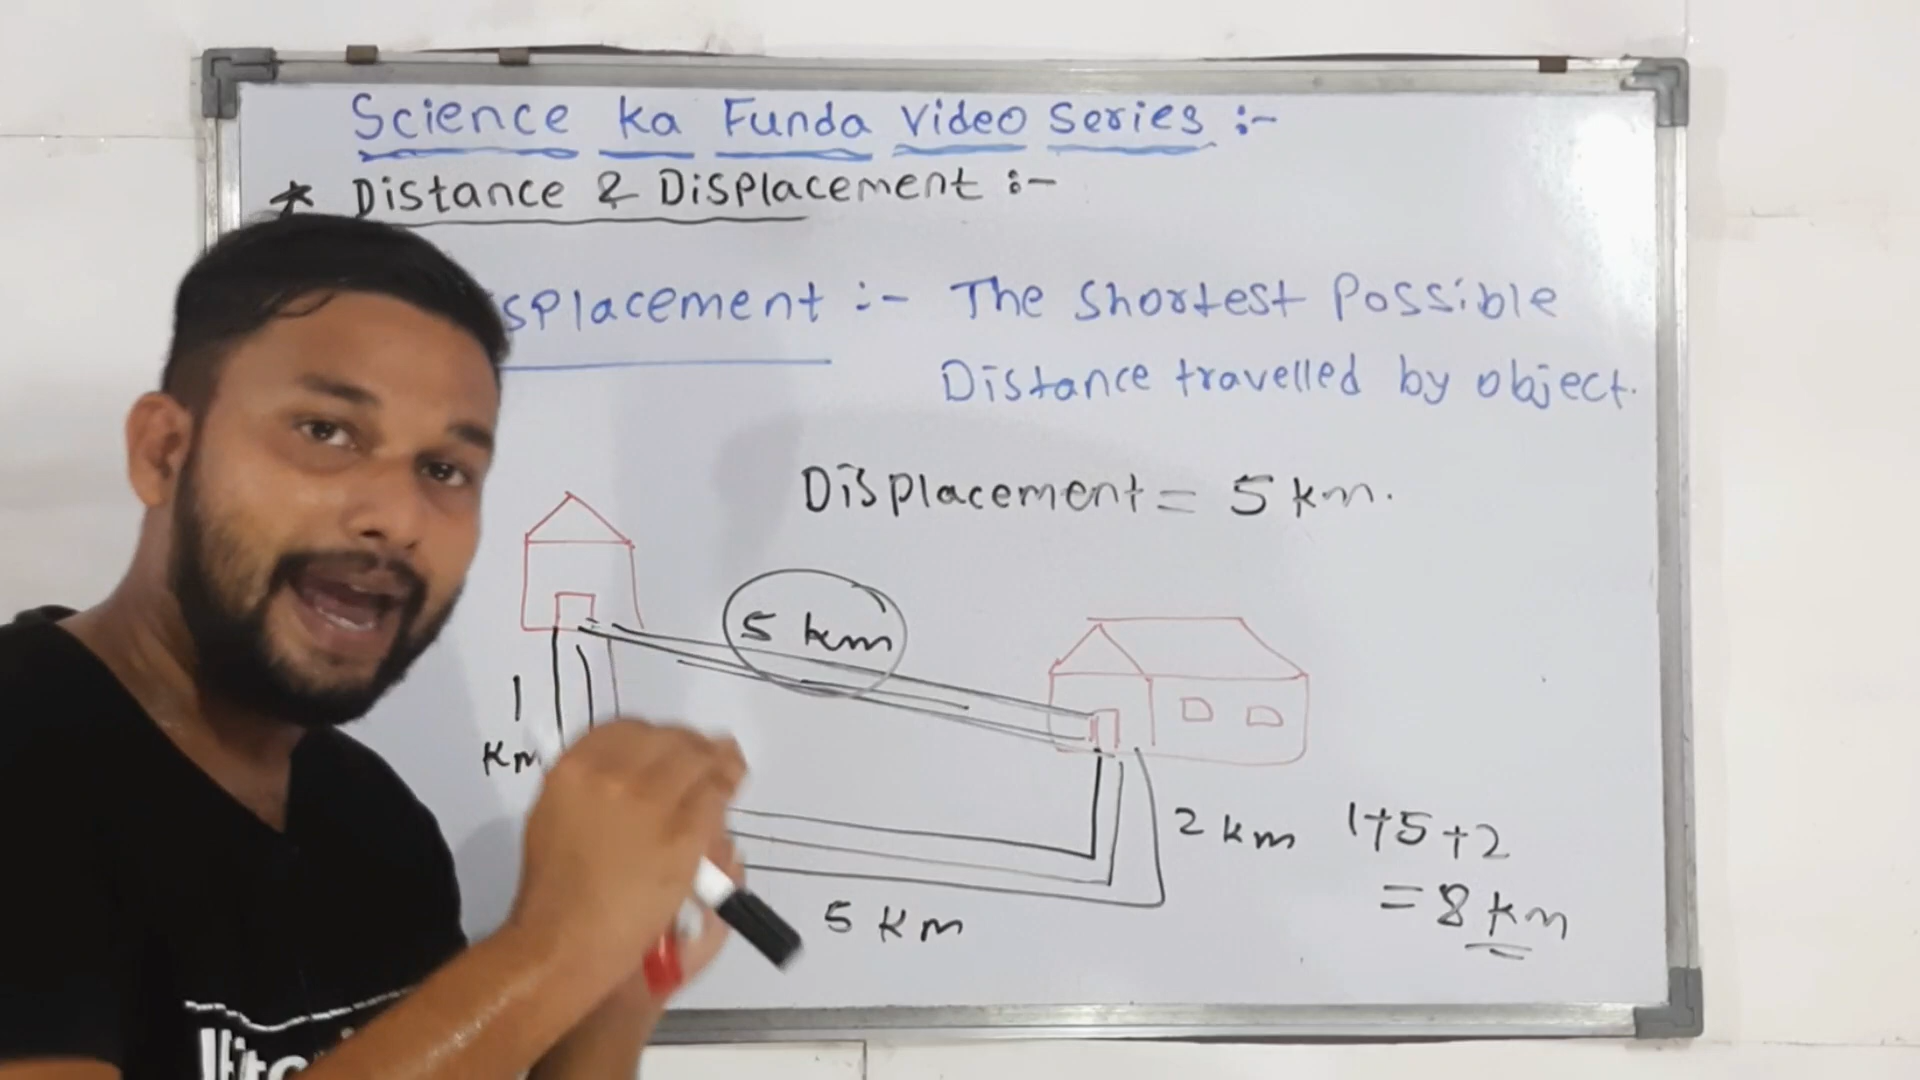 Science ka Funda Video Series :-
* Distance & Displacement :-
splacement :- The Shortest Possible
Distance travelled by object.
Displacement = 5 km.
5 km
1
Km
2 km
1+5+2
= 8 km
5 Km